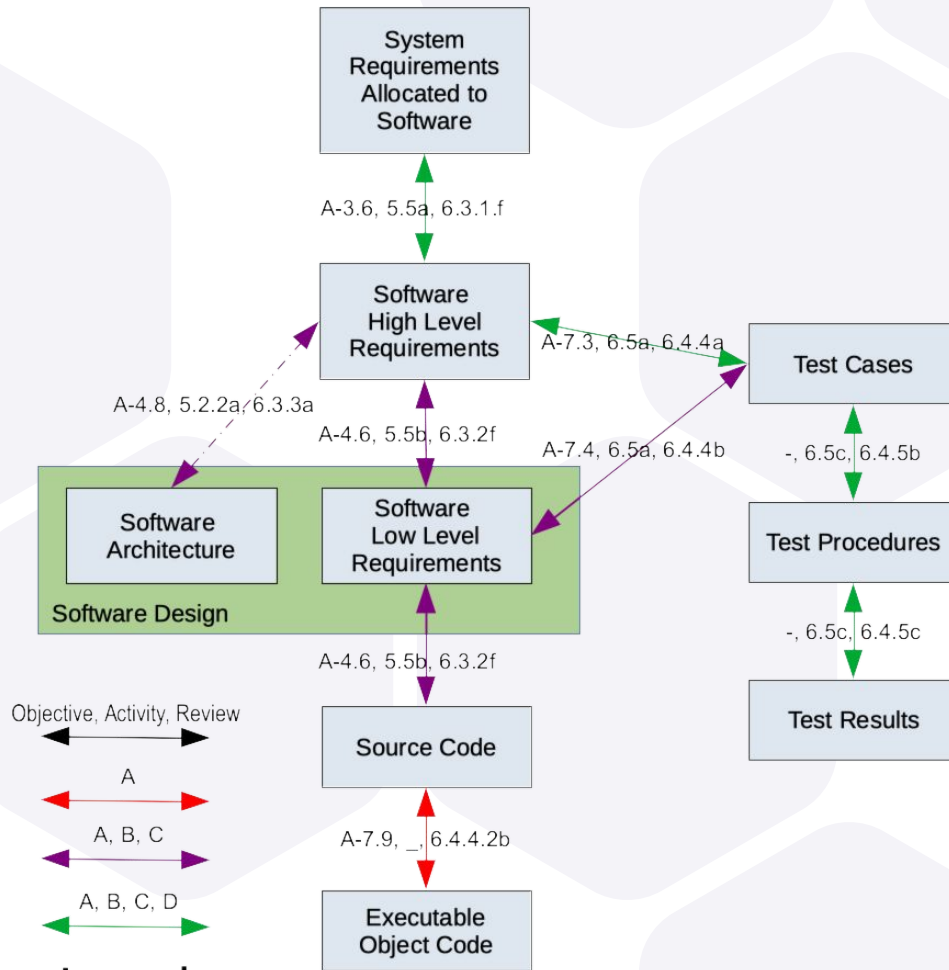 System
Requirements
Allocated to
Software
A-3.6, 5.5a, 6.3.1.f
Software
High Level
Requirements
A-7.3, 6.5a, 6.4.4a
Test Cases
A-4.8, 5.2.2a, 6.3.3a
A-4.6, 5.5b, 6.3.2f
A-7.4, 6.5a, 6.4.4b
-, 6.5c, 6.4.5b
Software
Architecture
Software
Low Level
Requirements
Test Procedures
Software Design
-, 6.5c, 6.4.5c
A-4.6, 5.5b, 6.3.2f
Objective, Activity, Review
Source Code
Test Results
A
A, B, C
A-7.9, _, 6.4.4.2b
A, B, C, D
Executable
Object Code